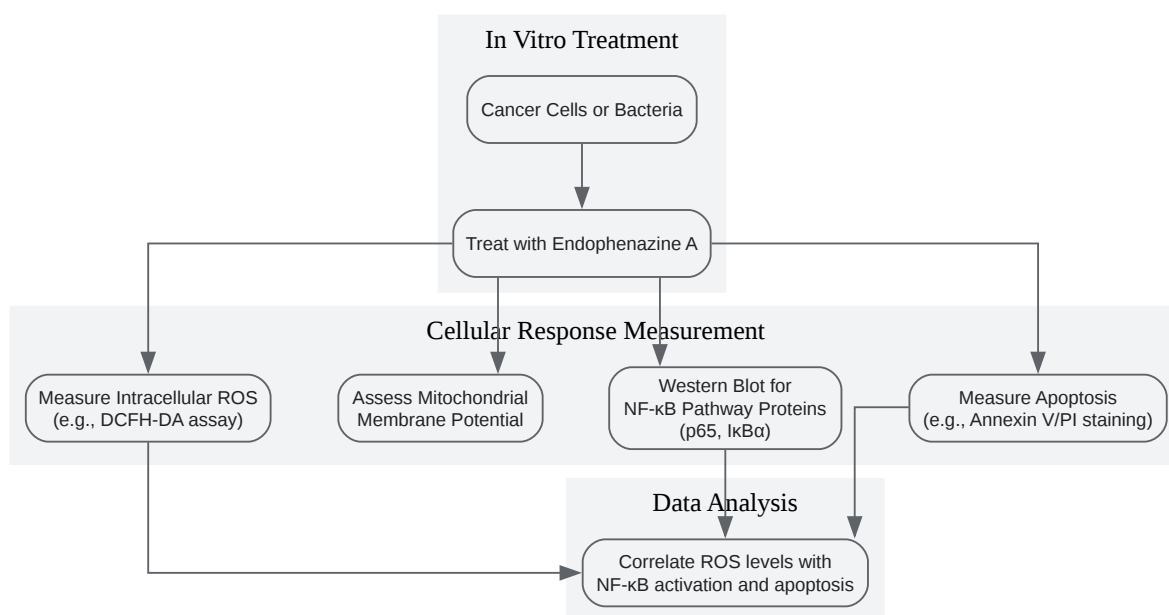 In Vitro Treatment
Cancer Cells or Bacteria
Treat with Endophenazine A
Cellular Response Measurement
Measure Intracellular ROS
(e.g., DCFH-DA assay)
Assess Mitochondrial
Membrane Potential
Western Blot for
NF-κB Pathway Proteins
(p65, IκBα)
Measure Apoptosis
(e.g., Annexin V/PI staining)
Data Analysis
Correlate ROS levels with
NF-κB activation and apoptosis